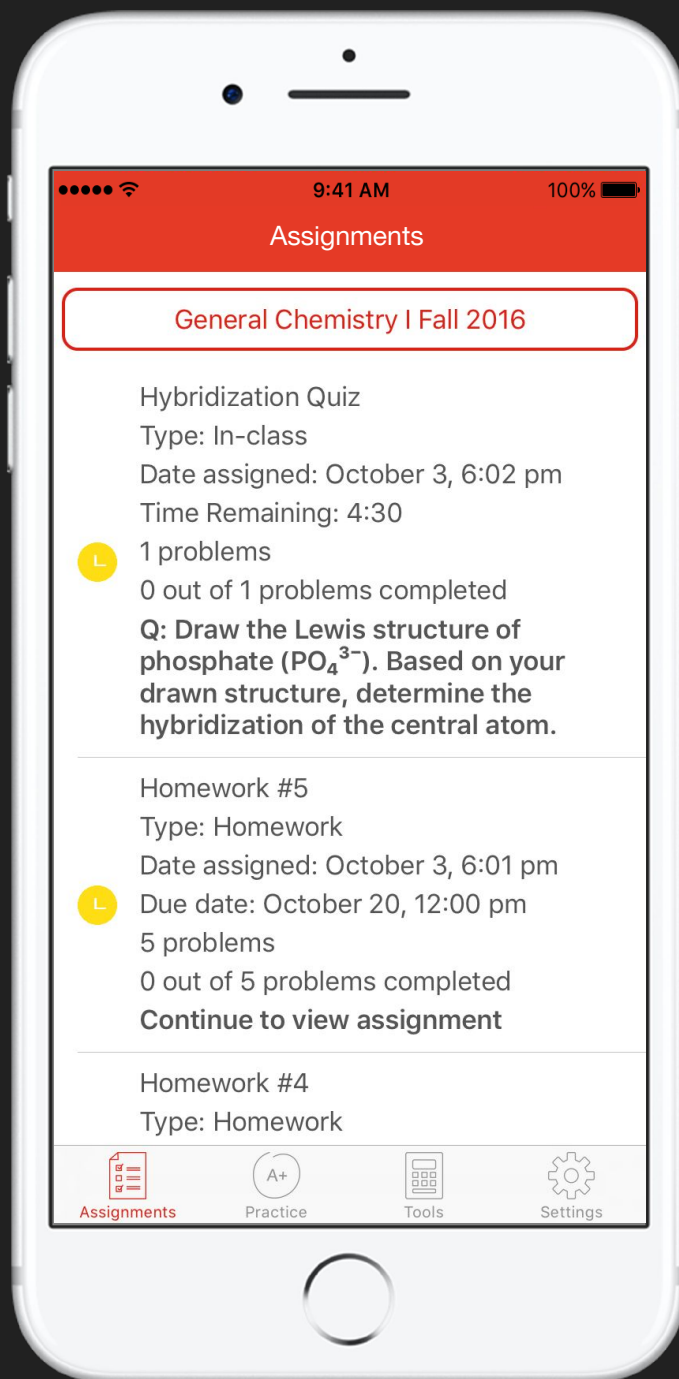 9:41 AM
100%
Assignments
General Chemistry I Fall 2016
Hybridization Quiz
Type: In-class
Date assigned: October 3, 6:02 pm
Time Remaining: 4:30
1 problems
0 out of 1 problems completed
Q: Draw the Lewis structure of
phosphate (PO₄³⁻). Based on your
drawn structure, determine the
hybridization of the central atom.
Homework #5
Type: Homework
Date assigned: October 3, 6:01 pm
Due date: October 20, 12:00 pm
5 problems
0 out of 5 problems completed
Continue to view assignment
Homework #4
Type: Homework
A+
Assignments
Practice
Tools
Settings